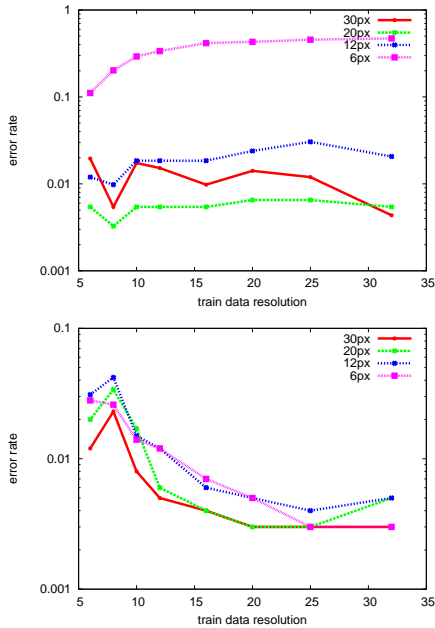 1
0.1
0.01
0.001
error rate
5 10 15 20 25 30 35
train data resolution
30px
20px
12px
6px
0.1
0.01
0.001
error rate
5 10 15 20 25 30 35
train data resolution
30px
20px
12px
6px